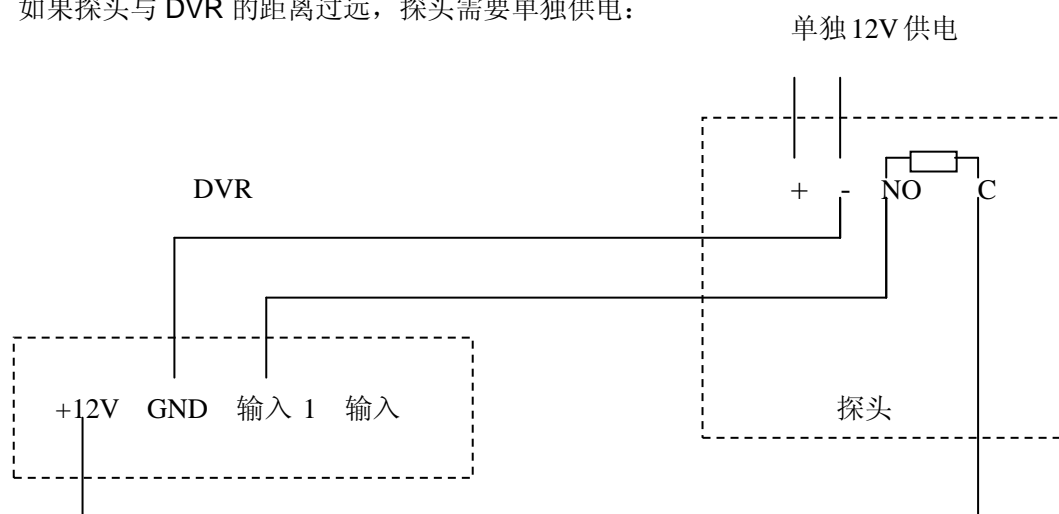 如果探头与 DVR 的距离过远，探头需要单独供电：
单独12V供电
DVR
+ - NO C
+12V GND 输入 1 输入
探头